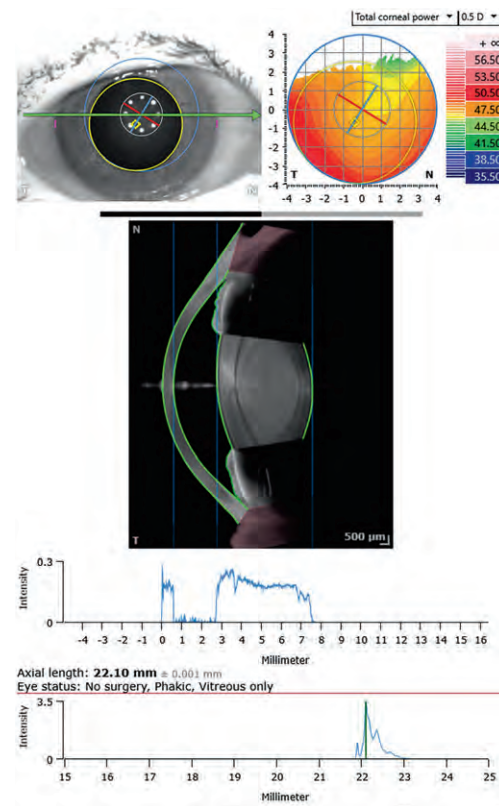 Total corneal power 0.5 D
4
3
2
1
0
-1
-2
-3
-4
T N
-4 -3 -2 -1 0 1 2 3 4
+ ∞
56.50
53.50
50.50
47.50
44.50
41.50
38.50
35.50
N
T
500 µm
0.3
0
Intensity
-4 -3 -2 -1 0 1 2 3 4 5 6 7 8 9 10 11 12 13 14 15 16
Millimeter
Axial length: 22.10 mm ± 0.001 mm
Eye status: No surgery, Phakic, Vitreous only
3.5
0
Intensity
15 16 17 18 19 20 21 22 23 24 25
Millimeter